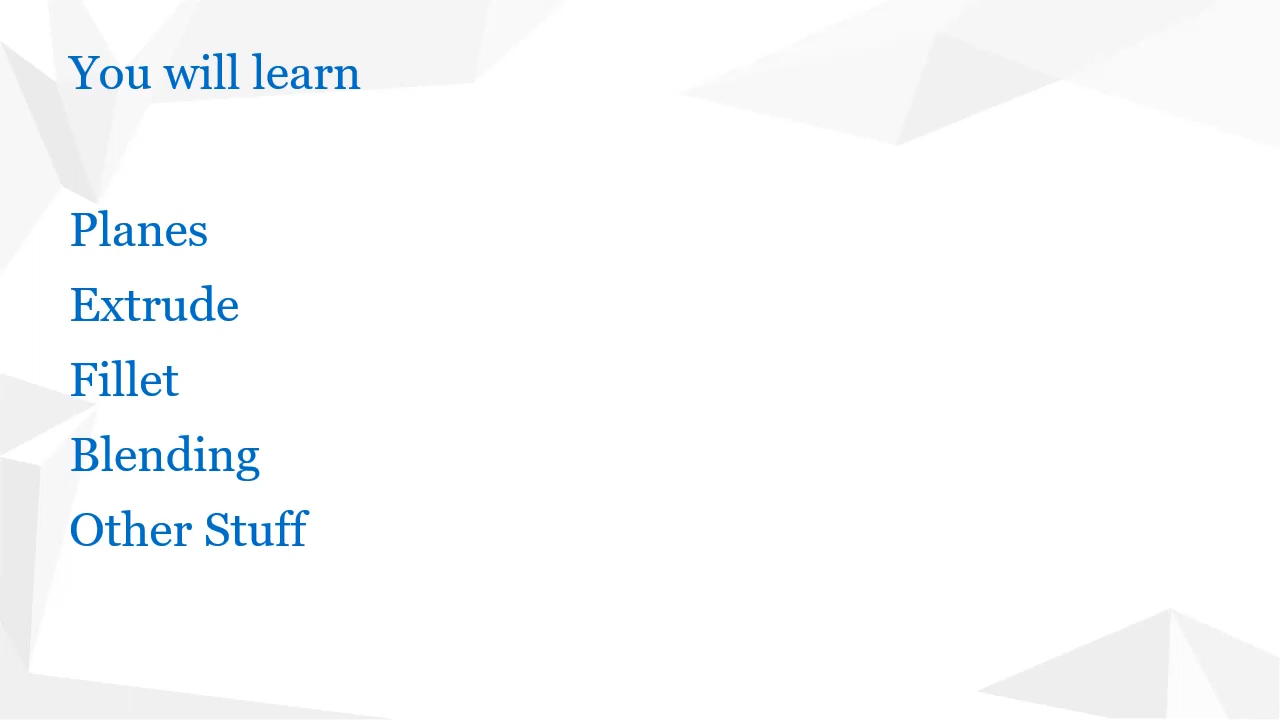 You will learn
Planes
Extrude
Fillet
Blending
Other Stuff